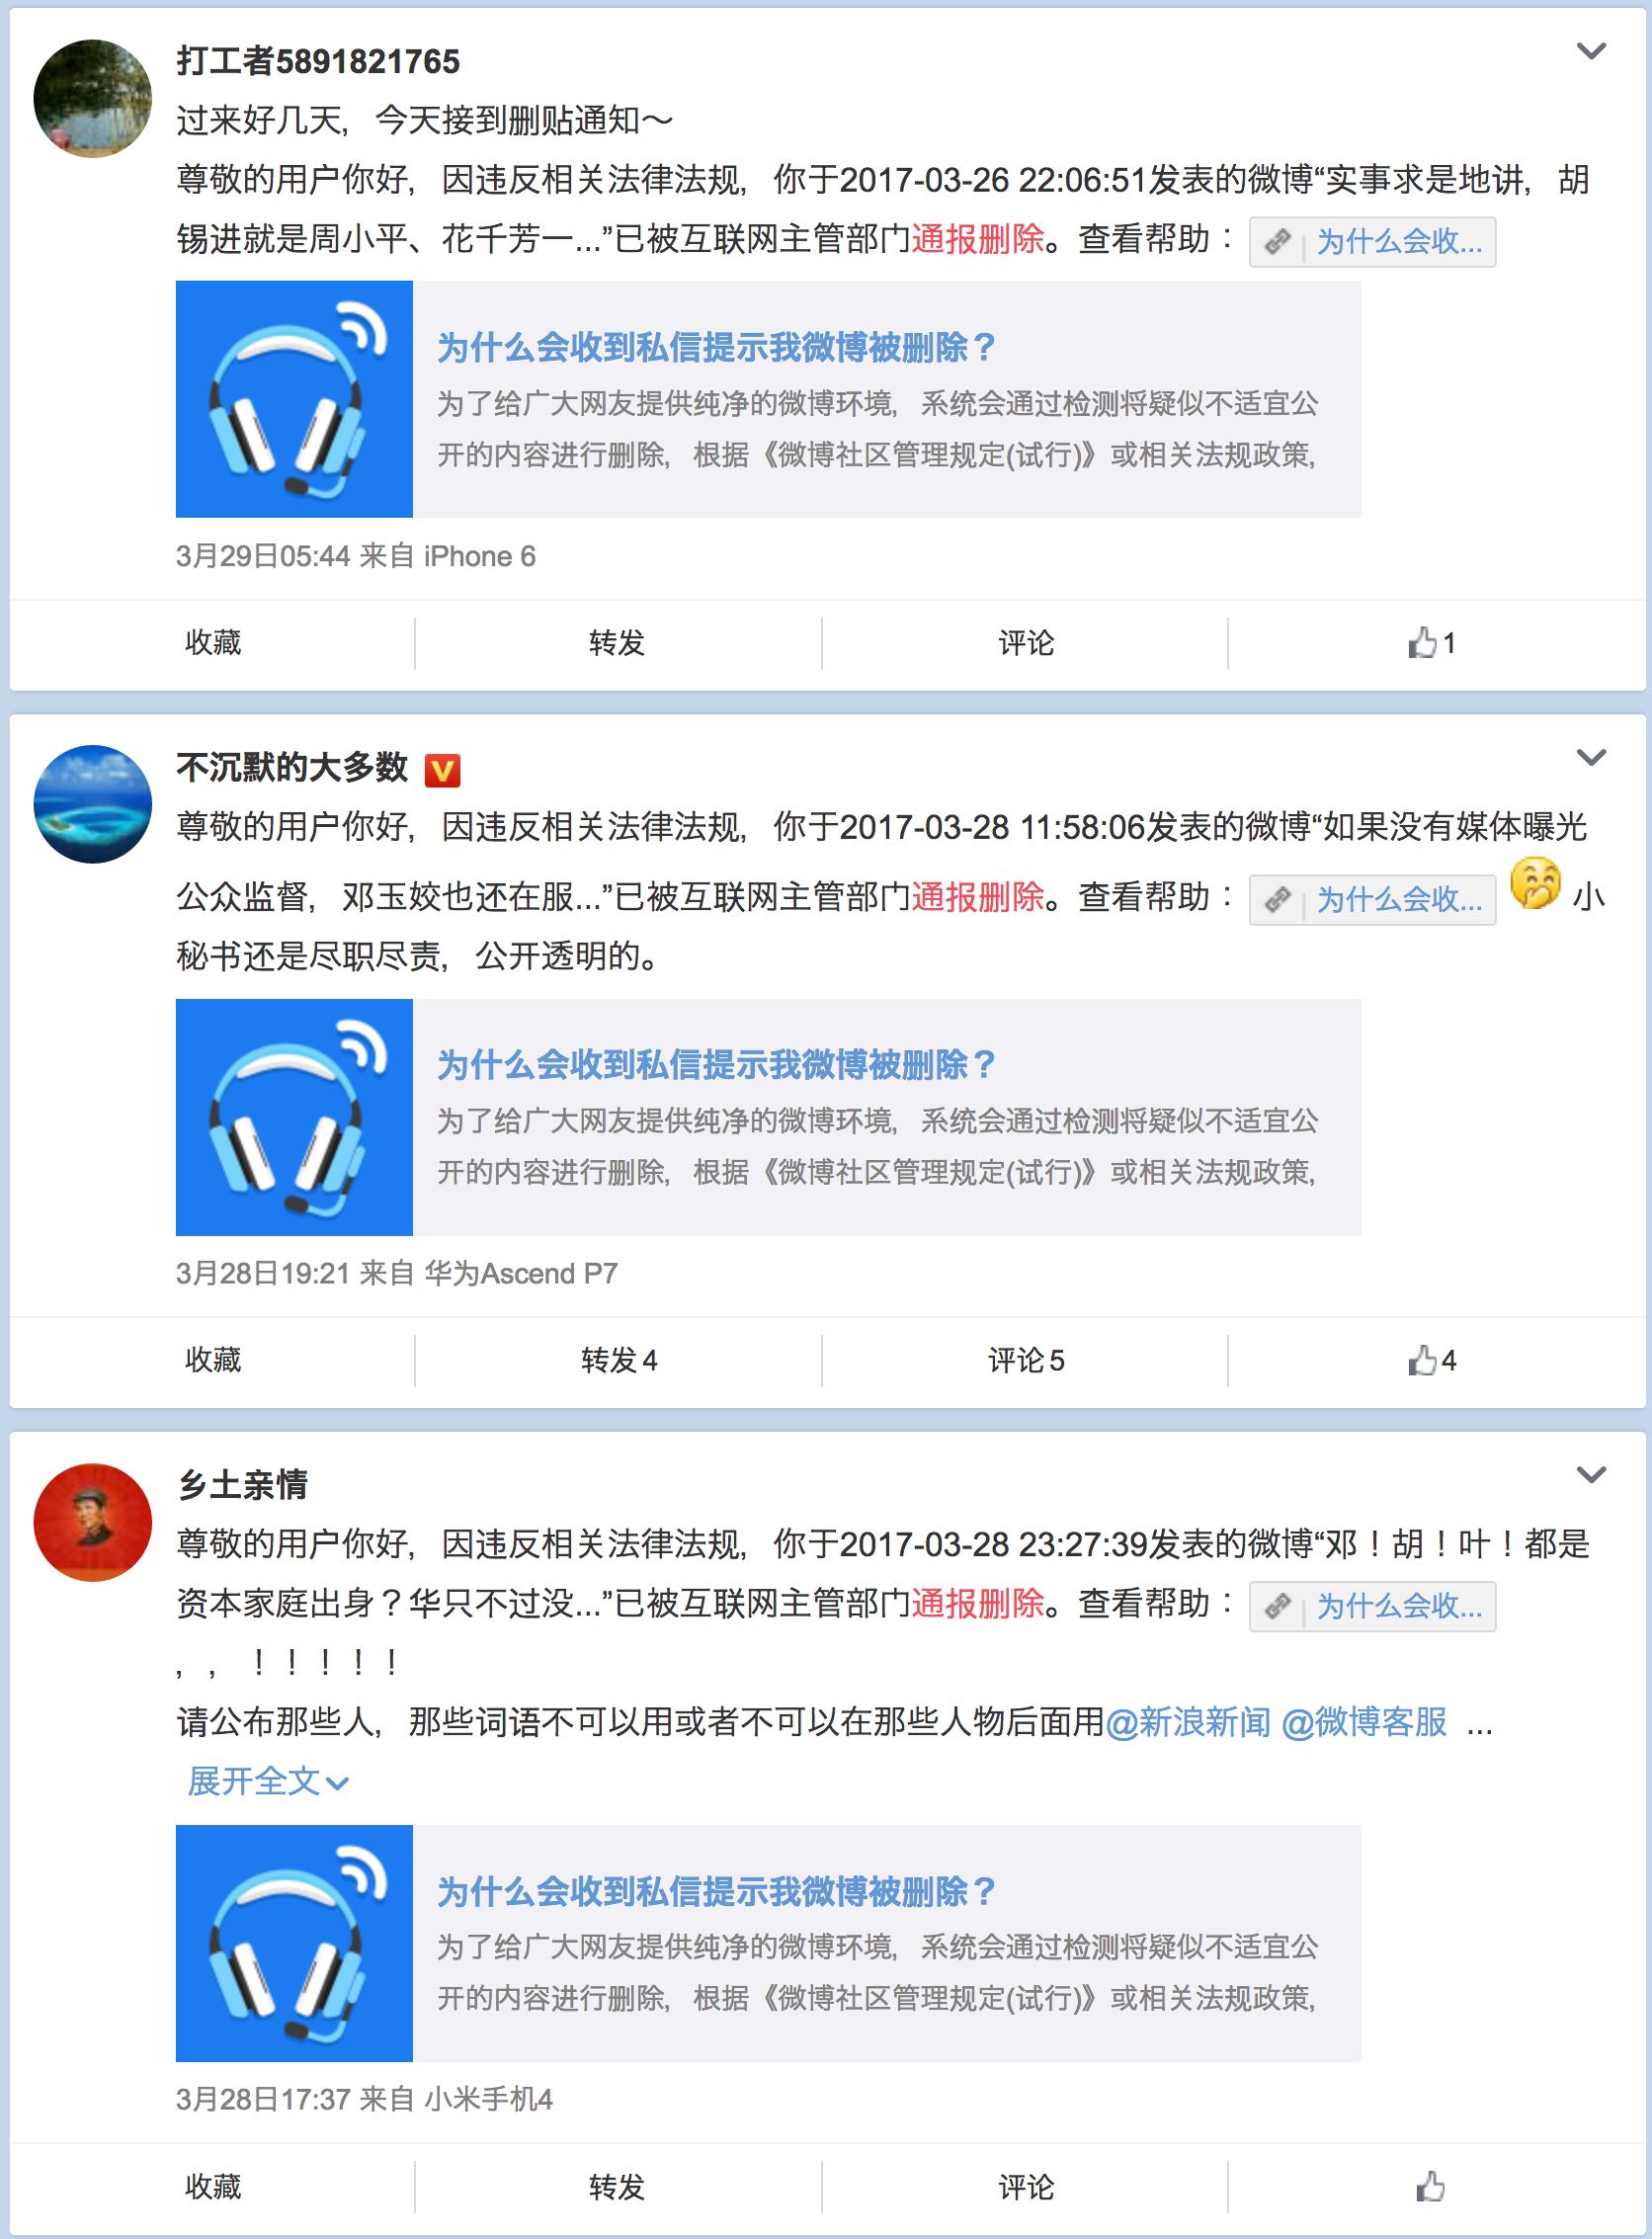 打工者5891821765
过来好几天，今天接到删贴通知～
尊敬的用户你好，因违反相关法律法规，你于2017-03-26 22:06:51发表的微博“实事求是地讲，胡
锡进就是周小平、花千芳一...”已被互联网主管部门通报删除。查看帮助： 为什么会收...
为什么会收到私信提示我微博被删除？
为了给广大网友提供纯净的微博环境，系统会通过检测将疑似不适宜公
开的内容进行删除，根据《微博社区管理规定(试行)》或相关法规政策，
3月29日05:44 来自 iPhone 6
收藏 转发 评论 1
不沉默的大多数 V
尊敬的用户你好，因违反相关法律法规，你于2017-03-28 11:58:06发表的微博“如果没有媒体曝光
公众监督，邓玉姣也还在服...”已被互联网主管部门通报删除。查看帮助： 为什么会收... 小
秘书还是尽职尽责，公开透明的。
为什么会收到私信提示我微博被删除？
为了给广大网友提供纯净的微博环境，系统会通过检测将疑似不适宜公
开的内容进行删除，根据《微博社区管理规定(试行)》或相关法规政策，
3月28日19:21 来自 华为Ascend P7
收藏 转发 4 评论 5 4
乡土亲情
尊敬的用户你好，因违反相关法律法规，你于2017-03-28 23:27:39发表的微博“邓！胡！叶！都是
资本家庭出身？华只不过没...”已被互联网主管部门通报删除。查看帮助： 为什么会收...
，，！！！！！
请公布那些人，那些词语不可以用或者不可以在那些人物后面用@新浪新闻 @微博客服 ...
展开全文
为什么会收到私信提示我微博被删除？
为了给广大网友提供纯净的微博环境，系统会通过检测将疑似不适宜公
开的内容进行删除，根据《微博社区管理规定(试行)》或相关法规政策，
3月28日17:37 来自 小米手机4
收藏 转发 评论